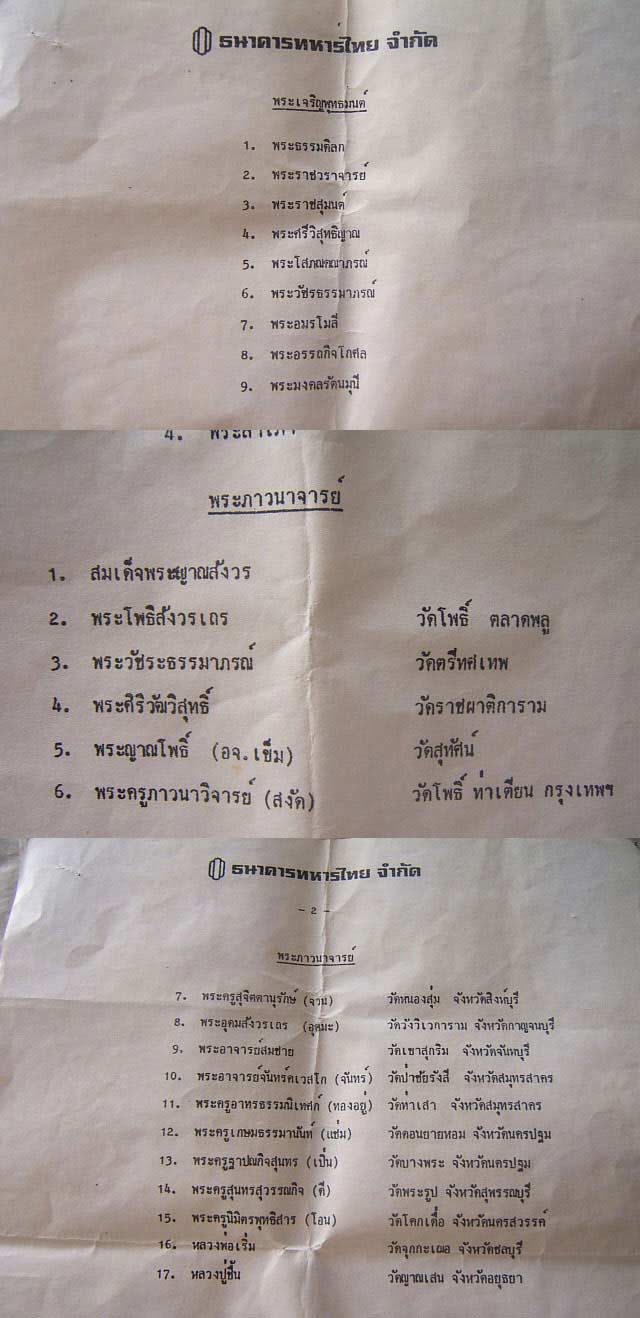 ธนาคารทหารไทย จำกัด
พระเจริญพุทธมนต์
1. พระธรรมดิลก
2. พระราชวราจารย์
3. พระราชสุมนต์
4. พระศรีวิสุทธิญาณ
5. พระโสภณคณาภรณ์
6. พระวัชรธรรมาภรณ์
7. พระอมรโมลี
8. พระอรรถกิจโกศล
9. พระมงคลรัตนมุนี
4.
พระภาวนาจารย์
1. สมเด็จพระญาณสังวร
2. พระโพธิสังวรเถร วัดโพธิ์ ตลาดพลู
3. พระวัชระธรรมาภรณ์ วัดตรีทศเทพ
4. พระศิริวัฒวิสุทธิ์ วัดราชผาติการาม
5. พระญาณโพธิ์ (อจ.เข็ม) วัดสุทัศน์
6. พระครูภาวนาวิจารย์ (สงัด) วัดโพธิ์ ท่าเตียน กรุงเทพฯ
ธนาคารทหารไทย จำกัด
- 2 -
พระภาวนาจารย์
7. พระครูสุจิตตานุรักษ์ (จวน) วัดหนองสุ่ม จังหวัดสิงห์บุรี
8. พระอุดมสังวรเถร (อุตมะ) วัดวังวิเวการาม จังหวัดกาญจนบุรี
9. พระอาจารย์สมชาย วัดเขาสุกริม จังหวัดจันทบุรี
10. พระอาจารย์จันทร์คเวสโก (จันทร์) วัดป่าชัยรังสี จังหวัดสมุทรสาคร
11. พระครูอาทรธรรมนิเทศก์ (ทองอยู่) วัดท่าเสา จังหวัดสมุทรสาคร
12. พระครูเกษมธรรมานันท์ (แช่ม) วัดดอนยายหอม จังหวัดนครปฐม
13. พระครูฐาปณกิจสุนทร (เปิ่น) วัดบางพระ จังหวัดนครปฐม
14. พระครูสุนทรสุวรรณกิจ (ดี) วัดพระรูป จังหวัดสุพรรณบุรี
15. พระครูนิมิตรพุทธิสาร (โอน) วัดโคกเดื่อ จังหวัดนครสวรรค์
16. หลวงพ่อเริ่ม วัดจุกกะเฌอ จังหวัดชลบุรี
17. หลวงปู่ชื้น วัดญาณเสน จังหวัดอยุธยา